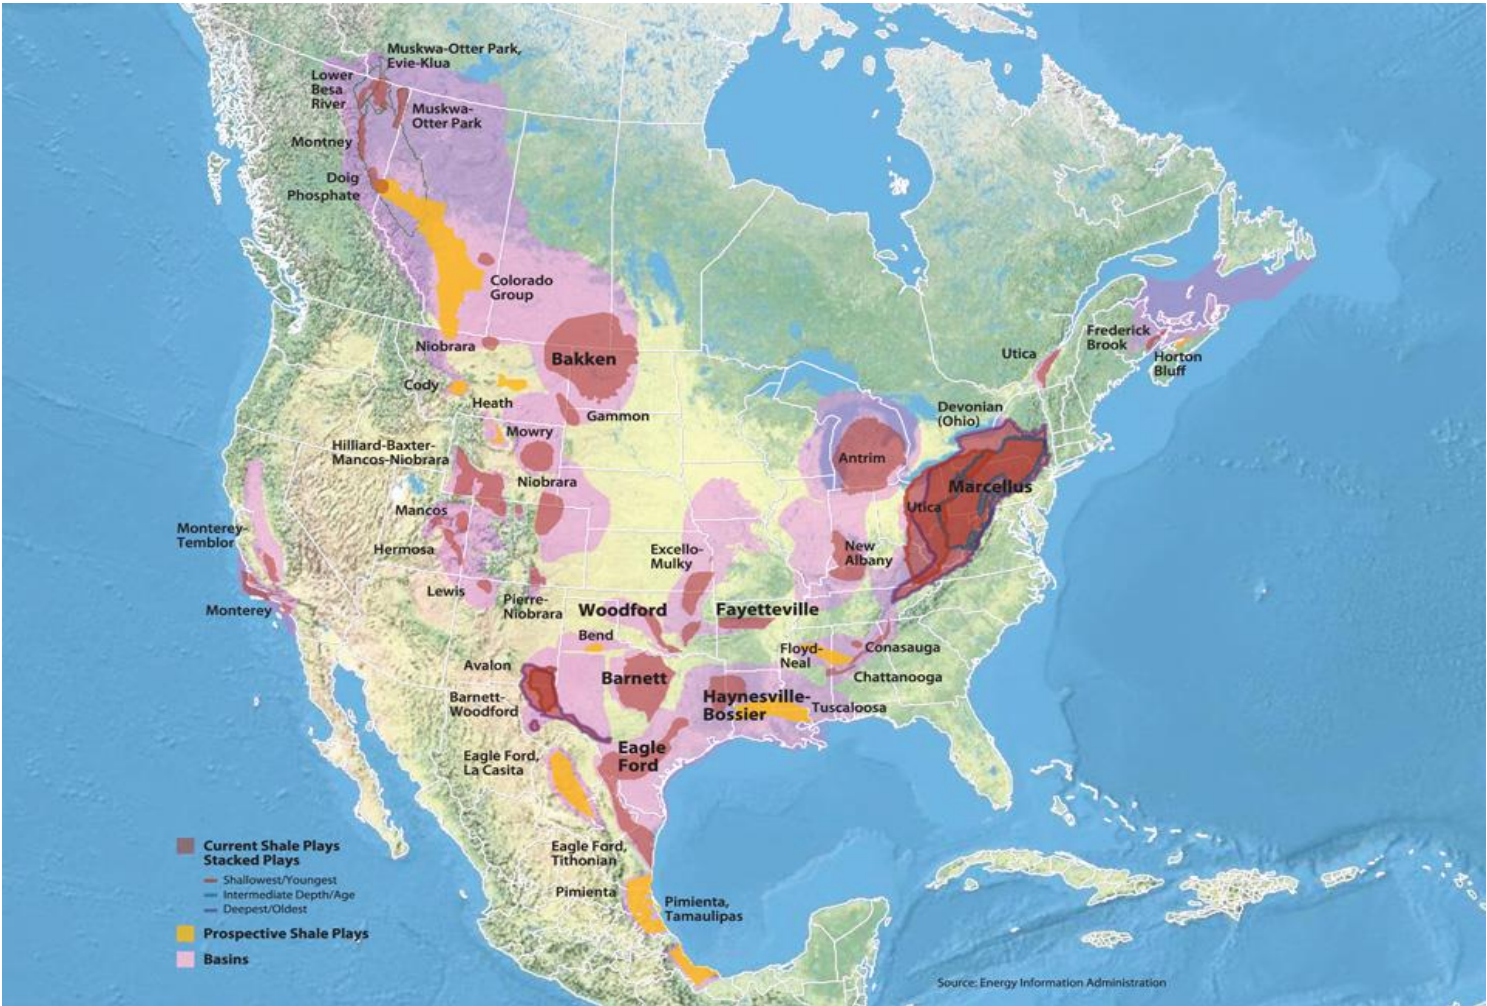 Muskwa-Otter Park,
Evie-Klua
Lower
Besa
River
Muskwa-
Otter Park
Montney
Doig
Phosphate
Colorado
Group
Niobrara
Bakken
Cody
Heath
Gammon
Mowry
Hilliard-Baxter-
Mancos-Niobrara
Niobrara
Mancos
Hermosa
Monterey-
Temblor
Monterey
Lewis
Pierre-
Niobrara
Excello-
Mulky
Woodford
Fayetteville
Bend
Avalon
Barnett-
Woodford
Barnett
Haynesville-
Bossier
Floyd-
Neal
Conasauga
Chattanooga
Tuscaloosa
Eagle
Ford
Eagle Ford,
La Casita
Eagle Ford,
Tithonian
Pimienta
Pimienta,
Tamaulipas
Antrim
New
Albany
Devonian
(Ohio)
Marcellus
Utica
Utica
Frederick
Brook
Horton
Bluff
Current Shale Plays
Stacked Plays
Shallowest/Youngest
Intermediate Depth/Age
Deepest/Oldest
Prospective Shale Plays
Basins
Source: Energy Information Administration